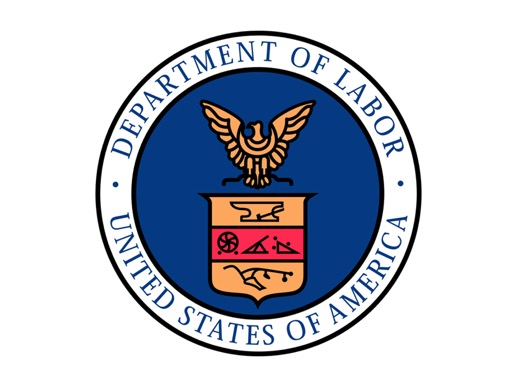 DEPARTMENT OF LABOR
UNITED STATES OF AMERICA